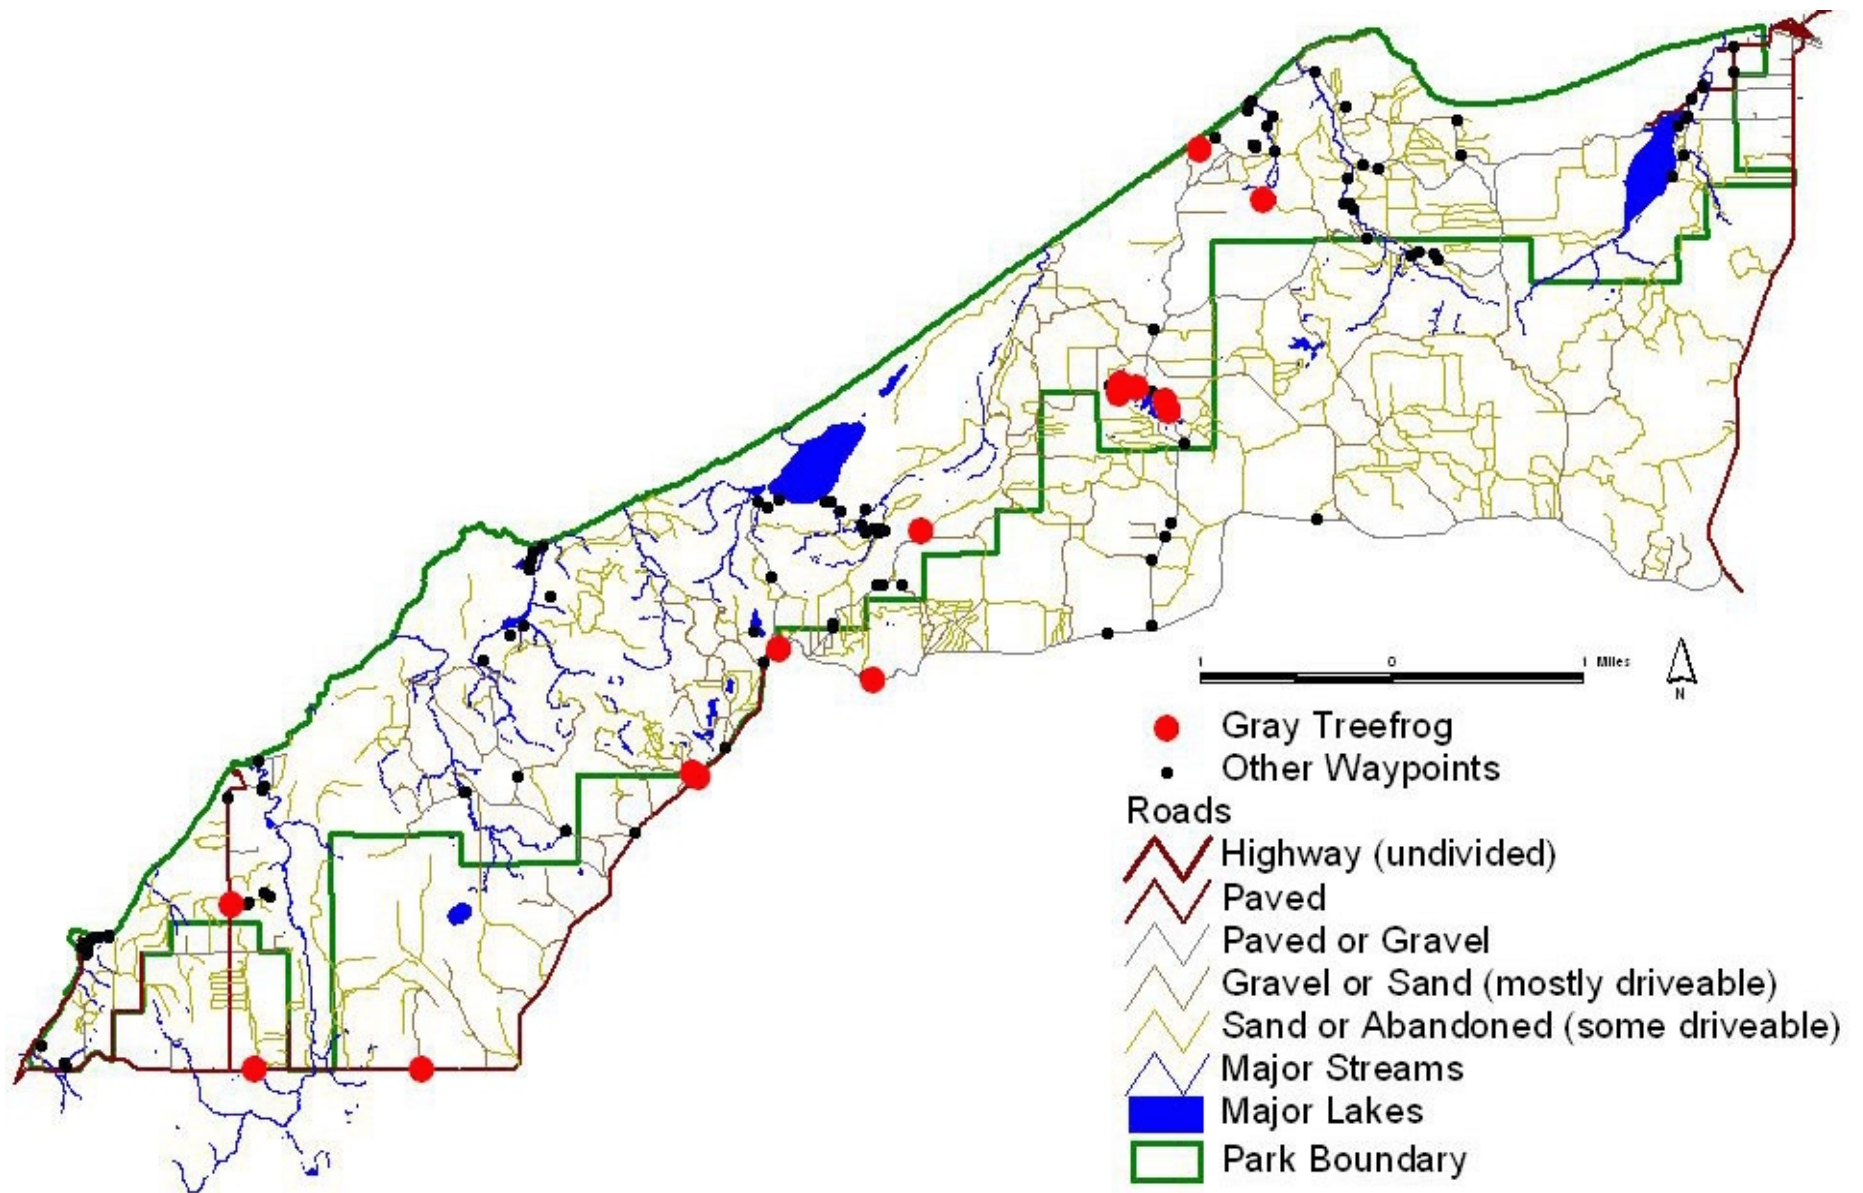 1 0 1 Miles
N
Gray Treefrog
Other Waypoints
Roads
Highway (undivided)
Paved
Paved or Gravel
Gravel or Sand (mostly driveable)
Sand or Abandoned (some driveable)
Major Streams
Major Lakes
Park Boundary